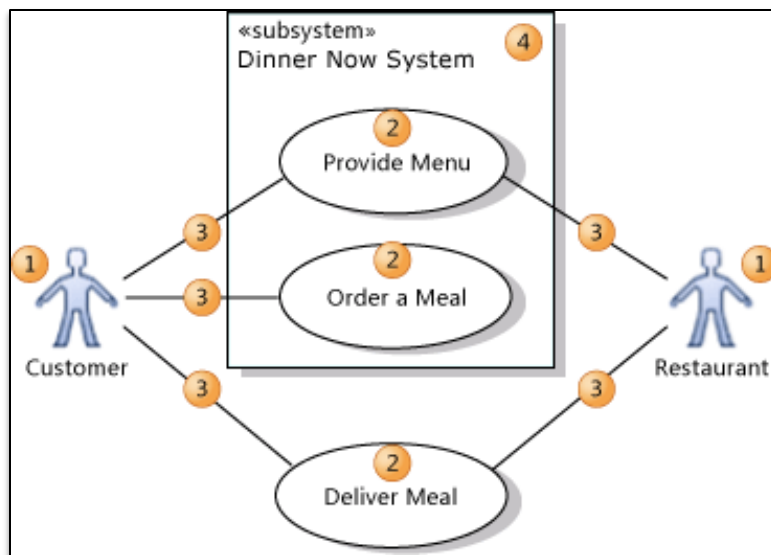 «subsystem»
4
Dinner Now System
2
Provide Menu
3
3
1
2
1
3
Order a Meal
Customer
Restaurant
3
3
2
Deliver Meal